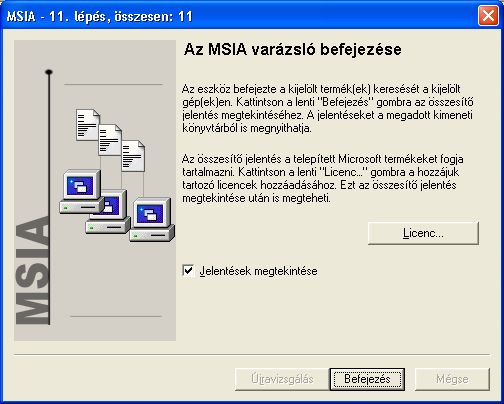 MSIA - 11. lépés, összesen: 11
MSIA
Az MSIA varázsló befejezése
Az eszköz befejezte a kijelölt termék(ek) keresését a kijelölt
gép(ek)en. Kattintson a lenti "Befejezés" gombra az összesítő
jelentés megtekintéséhez. A jelentéseket a megadott kimeneti
könyvtárból is megnyithatja.
Az összesítő jelentés a telepített Microsoft termékeket fogja
tartalmazni. Kattintson a lenti "Licenc..." gombra a hozzájuk
tartozó licencek hozzáadásához. Ezt az összesítő jelentés
megtekintése után is megteheti.
Licenc...
Jelentések megtekintése
Újravizsgálás
Befejezés
Mégse